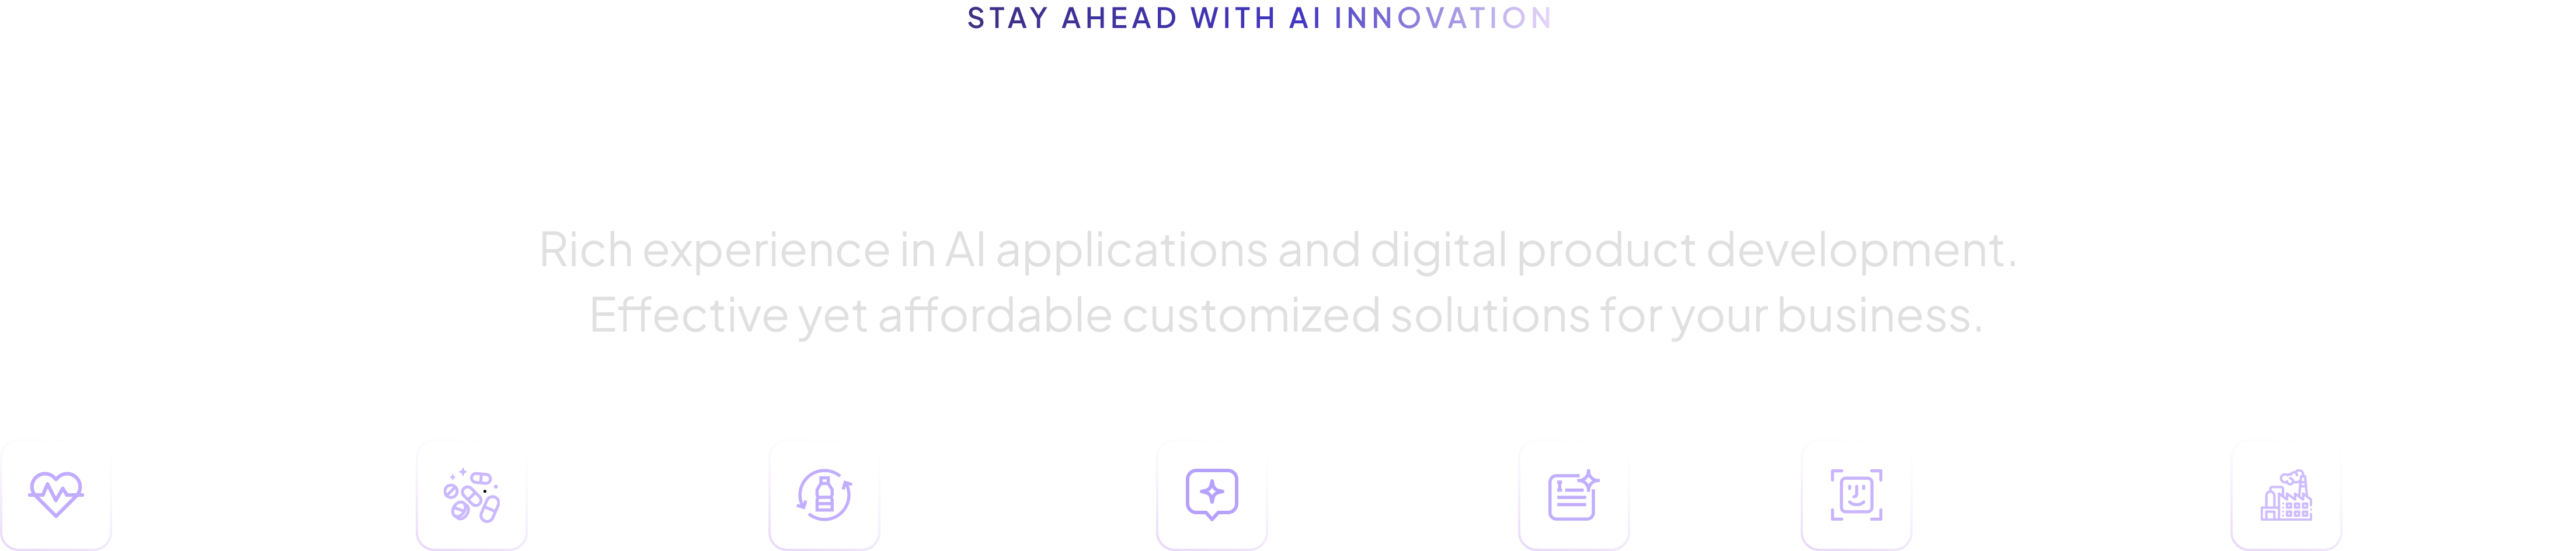 STAY AHEAD WITH AI INNOVATION
Rich experience in AI applications and digital product development.
Effective yet affordable customized solutions for your business.